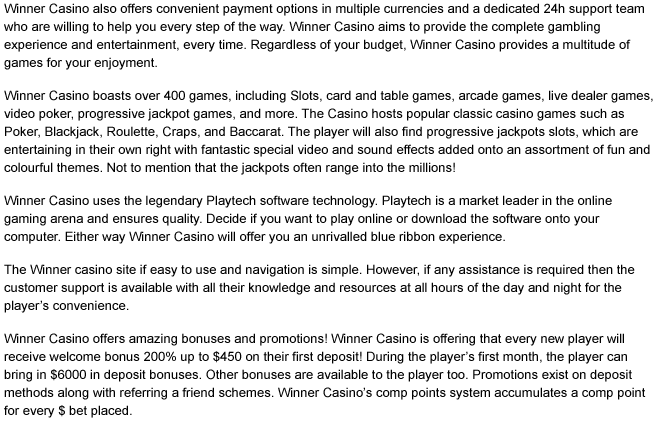 Winner Casino also offers convenient payment options in multiple currencies and a dedicated 24h support team
who are willing to help you every step of the way. Winner Casino aims to provide the complete gambling
experience and entertainment, every time. Regardless of your budget, Winner Casino provides a multitude of
games for your enjoyment.
Winner Casino boasts over 400 games, including Slots, card and table games, arcade games, live dealer games,
video poker, progressive jackpot games, and more. The Casino hosts popular classic casino games such as
Poker, Blackjack, Roulette, Craps, and Baccarat. The player will also find progressive jackpots slots, which are
entertaining in their own right with fantastic special video and sound effects added onto an assortment of fun and
colourful themes. Not to mention that the jackpots often range into the millions!
Winner Casino uses the legendary Playtech software technology. Playtech is a market leader in the online
gaming arena and ensures quality. Decide if you want to play online or download the software onto your
computer. Either way Winner Casino will offer you an unrivalled blue ribbon experience.
The Winner casino site if easy to use and navigation is simple. However, if any assistance is required then the
customer support is available with all their knowledge and resources at all hours of the day and night for the
player's convenience.
Winner Casino offers amazing bonuses and promotions! Winner Casino is offering that every new player will
receive welcome bonus 200% up to $450 on their first deposit! During the player's first month, the player can
bring in $6000 in deposit bonuses. Other bonuses are available to the player too. Promotions exist on deposit
methods along with referring a friend schemes. Winner Casino's comp points system accumulates a comp point
for every $ bet placed.